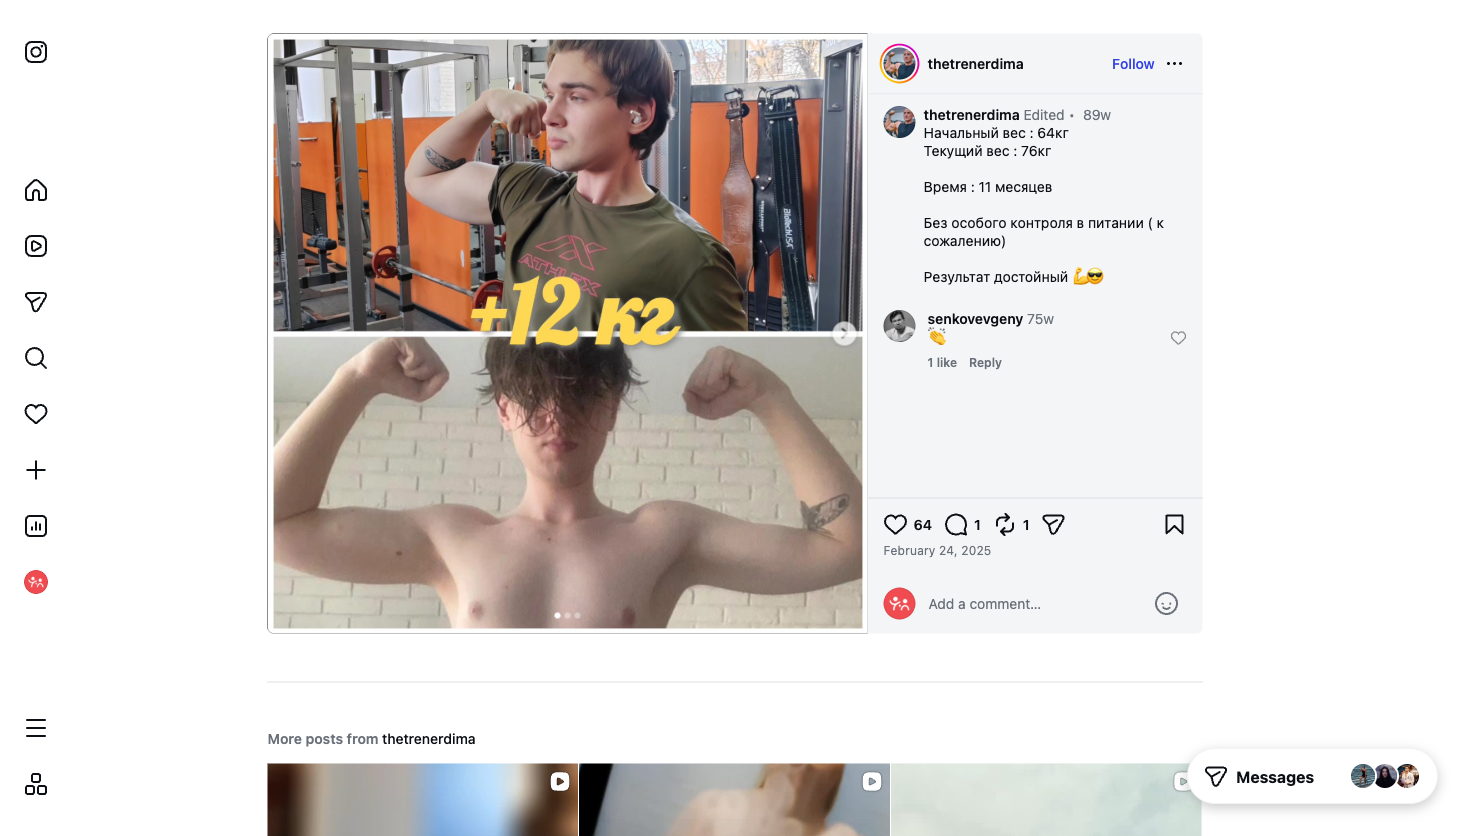 thetrenerdima
Follow
thetrenerdima Edited • 89w
Начальный вес : 64кг
Текущий вес : 76кг
Время : 11 месяцев
Без особого контроля в питании ( к
сожалению)
Результат достойный 💪😎
senkovevgeny 75w
👏
1 like Reply
ATHLEX
BioTechUSA
+12 кг
64 1 1
February 24, 2025
Add a comment...
More posts from thetrenerdima
Messages